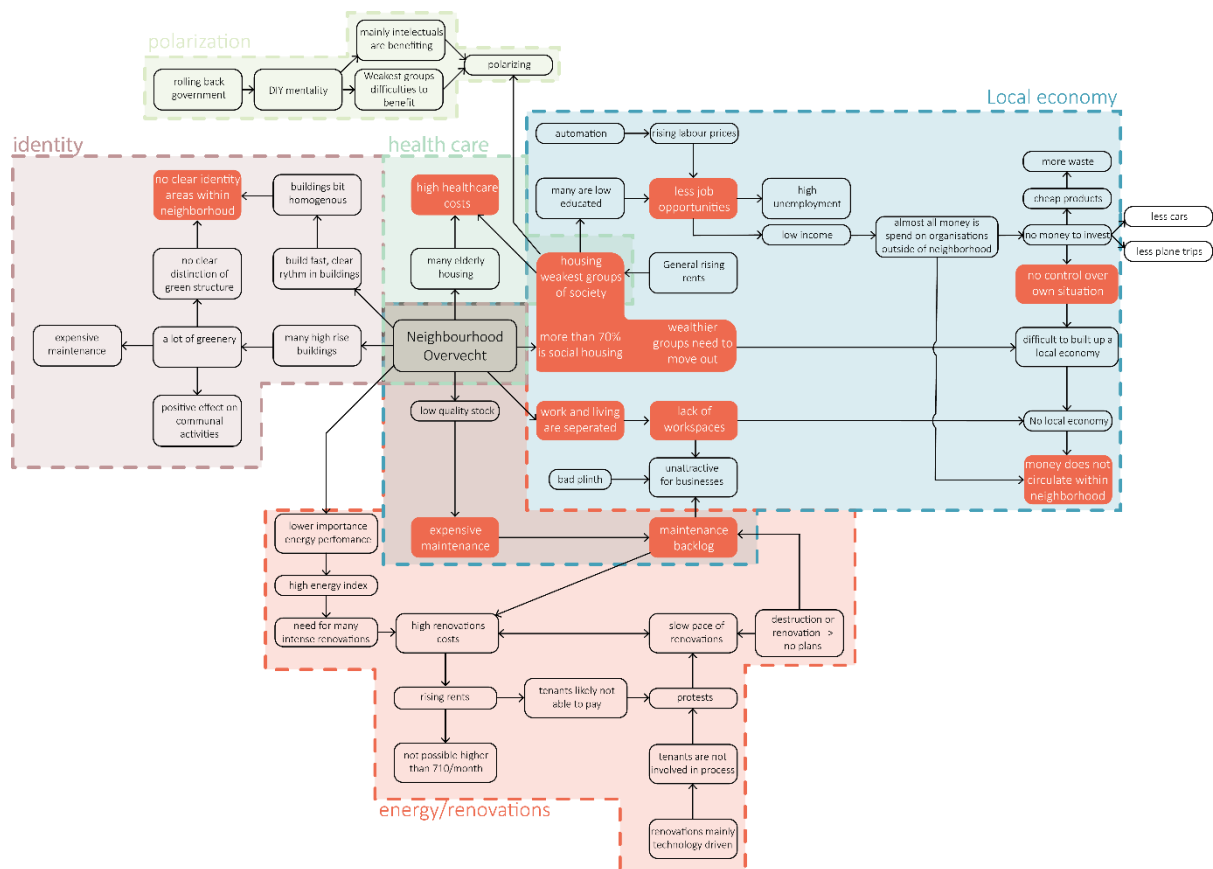 polarization
mainly intelectuals
are benefiting
polarizing
rolling back
government
DIY mentality
Weakest groups
difficulties to
benefit
Local economy
identity
health care
automation
rising labour prices
more waste
no clear identity
areas within
neighborhoud
buildings bit
homogenous
high healthcare
costs
many are low
educated
less job
opportunities
high
unemployment
cheap products
less cars
almost all money is
spend on organisations
outside of neighborhood
low income
no money to invest
less plane trips
no clear
distinction of
green structure
build fast, clear
rythm in buildings
many elderly
housing
housing
weakest groups
of society
General rising
rents
no control over
own situation
expensive
maintenance
a lot of greenery
many high rise
buildings
Neighbourhood
Overvecht
more than 70%
is social housing
wealthier
groups need to
move out
difficult to built up a
local economy
positive effect on
communal
activities
low quality stock
work and living
are seperated
lack of
workspaces
No local economy
bad plinth
unattractive
for businesses
money does not
circulate within
neighborhood
lower importance
energy perfomance
expensive
maintenance
maintenance
backlog
high energy index
need for many
intense renovations
high renovations
costs
slow pace of
renovations
destruction or
renovation >
no plans
rising rents
tenants likely not
able to pay
protests
not possible higher
than 710/month
tenants are not
involved in process
energy/renovations
renovations mainly
technology driven